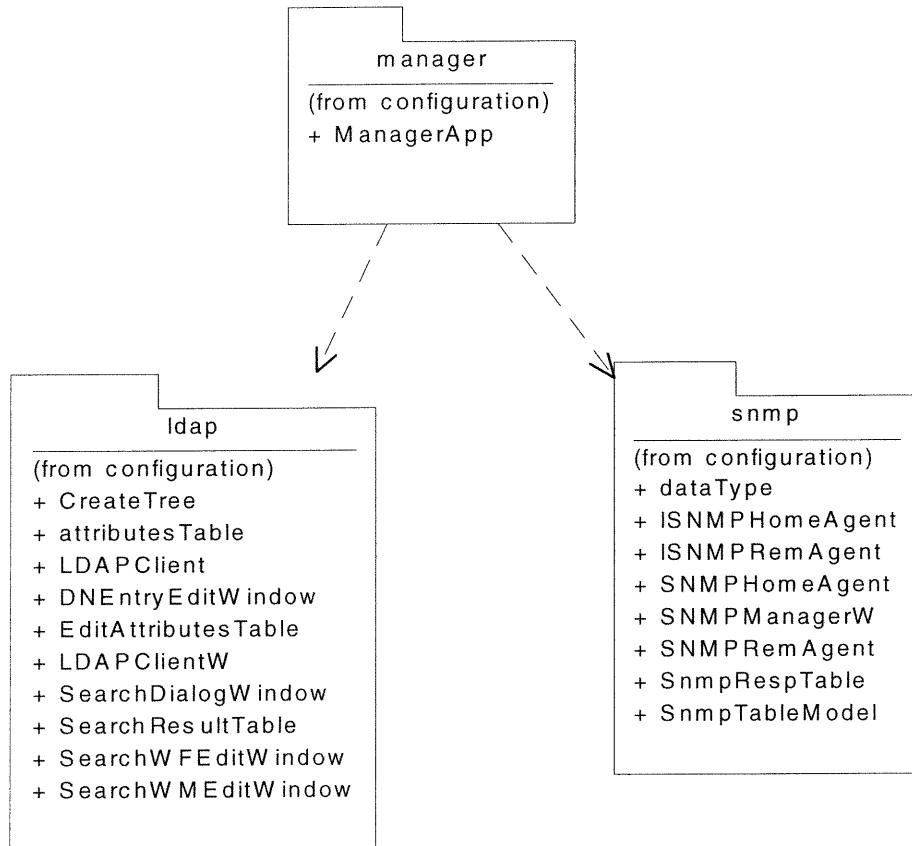 manager
(from configuration)
+ ManagerApp
ldap
(from configuration)
+ CreateTree
+ attributesTable
+ LDAPClient
+ DNEntryEditWindow
+ EditAttributesTable
+ LDAPClientW
+ SearchDialogWindow
+ SearchResultTable
+ SearchWFEditWindow
+ SearchWMEditWindow
snmp
(from configuration)
+ dataType
+ ISNMPHomeAgent
+ ISNMPRemAgent
+ SNMPHomeAgent
+ SNMPManagerW
+ SNMPRemAgent
+ SnmpRespTable
+ SnmpTableModel